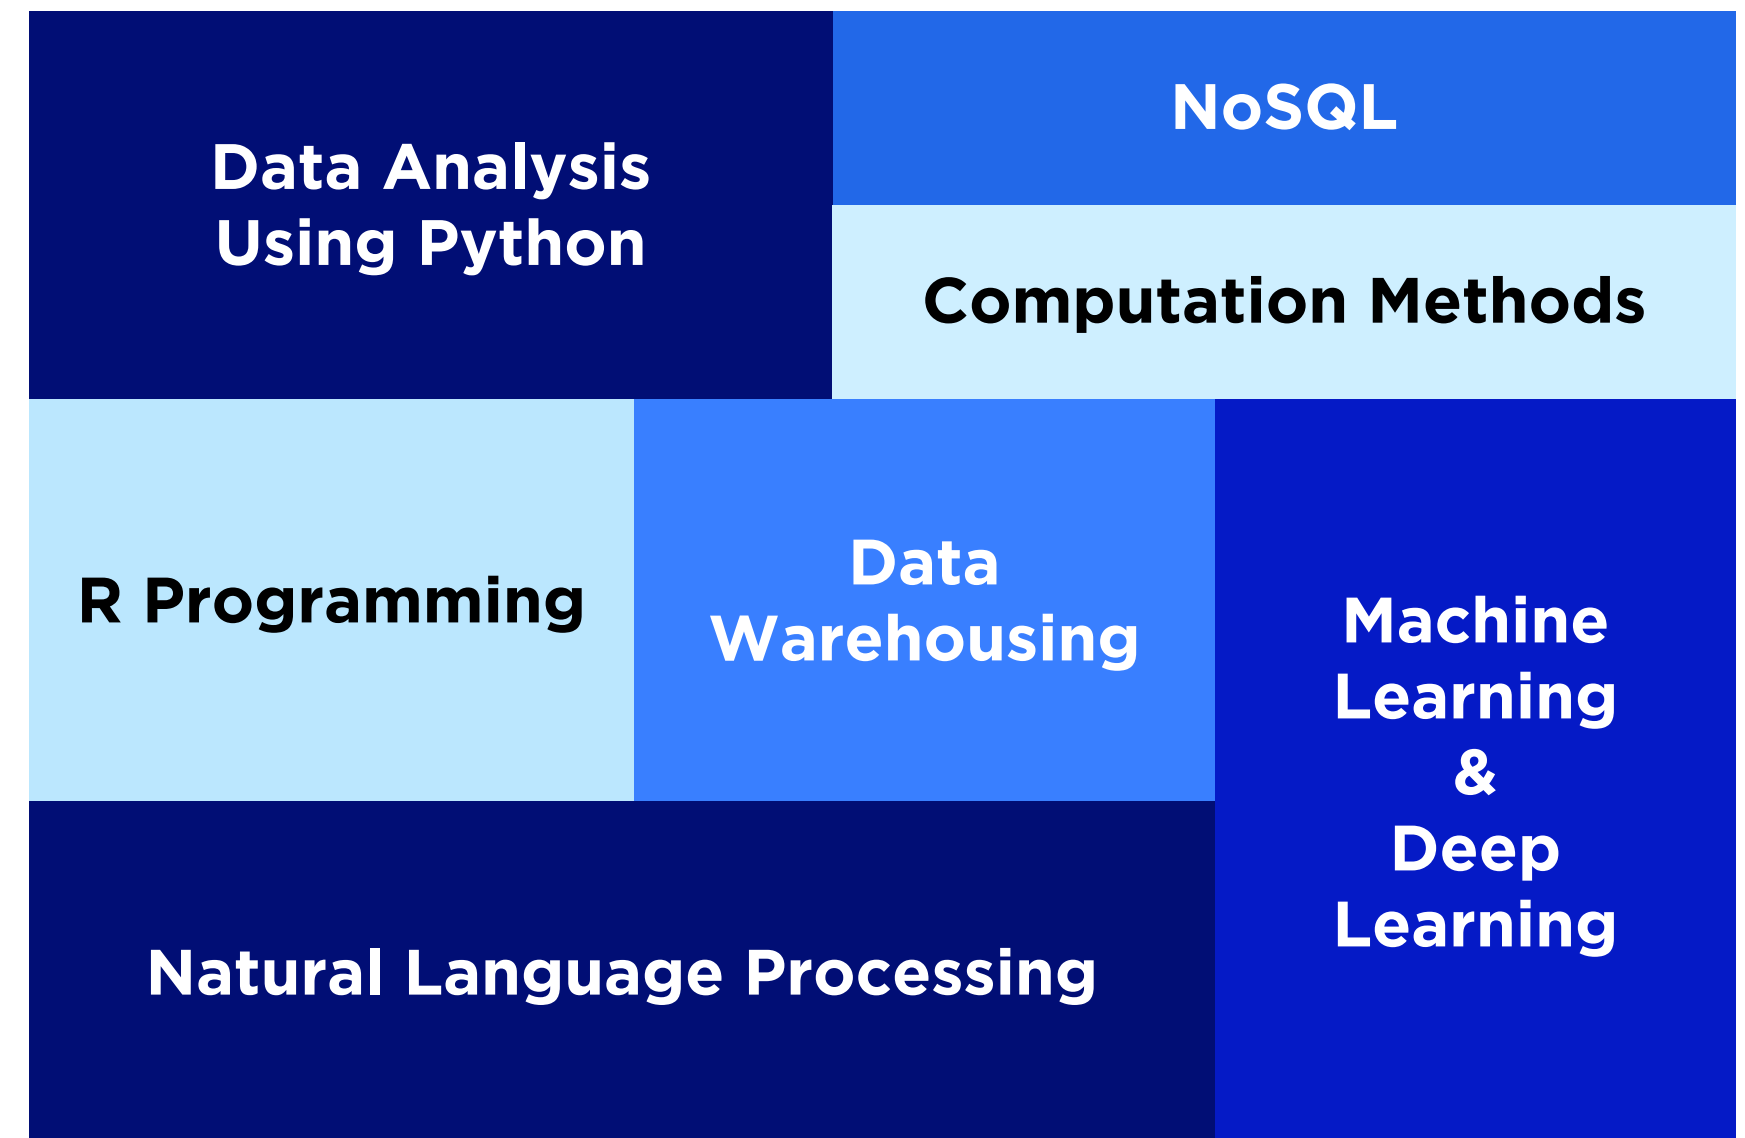 Data Analysis
Using Python
NoSQL
Computation Methods
R Programming
Data
Warehousing
Machine
Learning
&
Deep
Learning
Natural Language Processing